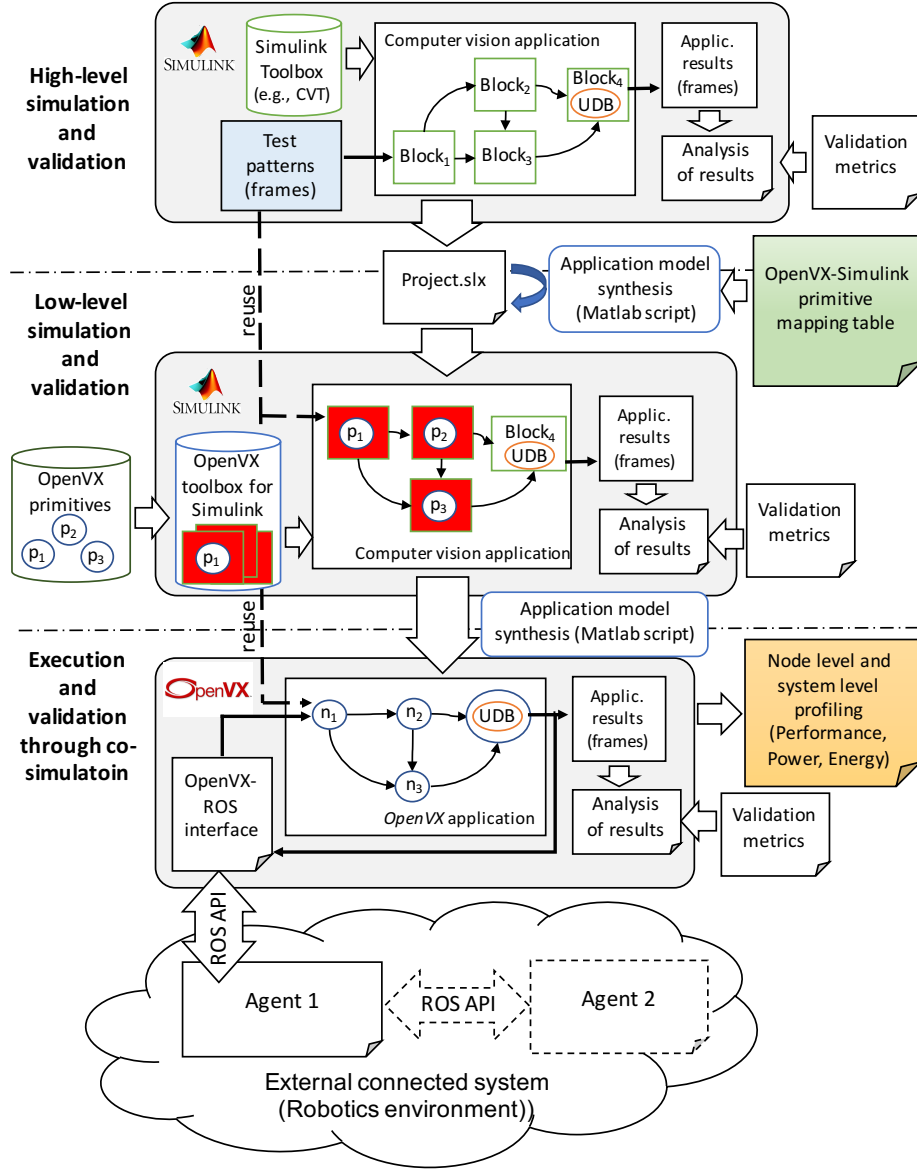 High-level
simulation
and
validation
SIMULINK
Simulink
Toolbox
(e.g., CVT)
Test
patterns
(frames)
Computer vision application
Block1
Block2
Block3
Block4
UDB
Applic.
results
(frames)
Analysis
of results
Validation
metrics
reuse
Project.slx
Application model
synthesis
(Matlab script)
OpenVX-Simulink
primitive
mapping table
Low-level
simulation
and
validation
SIMULINK
OpenVX
primitives
p2
p1
p3
OpenVX
toolbox for
Simulink
p1
p1
p2
p3
Block4
UDB
Computer vision application
Applic.
results
(frames)
Analysis
of results
Validation
metrics
reuse
Application model
synthesis (Matlab script)
Execution
and
validation
through co-
simulatoin
OpenVX
OpenVX-
ROS
interface
n1
n2
n3
UDB
OpenVX application
Applic.
results
(frames)
Analysis
of results
Validation
metrics
Node level and
system level
profiling
(Performance,
Power, Energy)
ROS API
Agent 1
ROS API
Agent 2
External connected system
(Robotics environment))